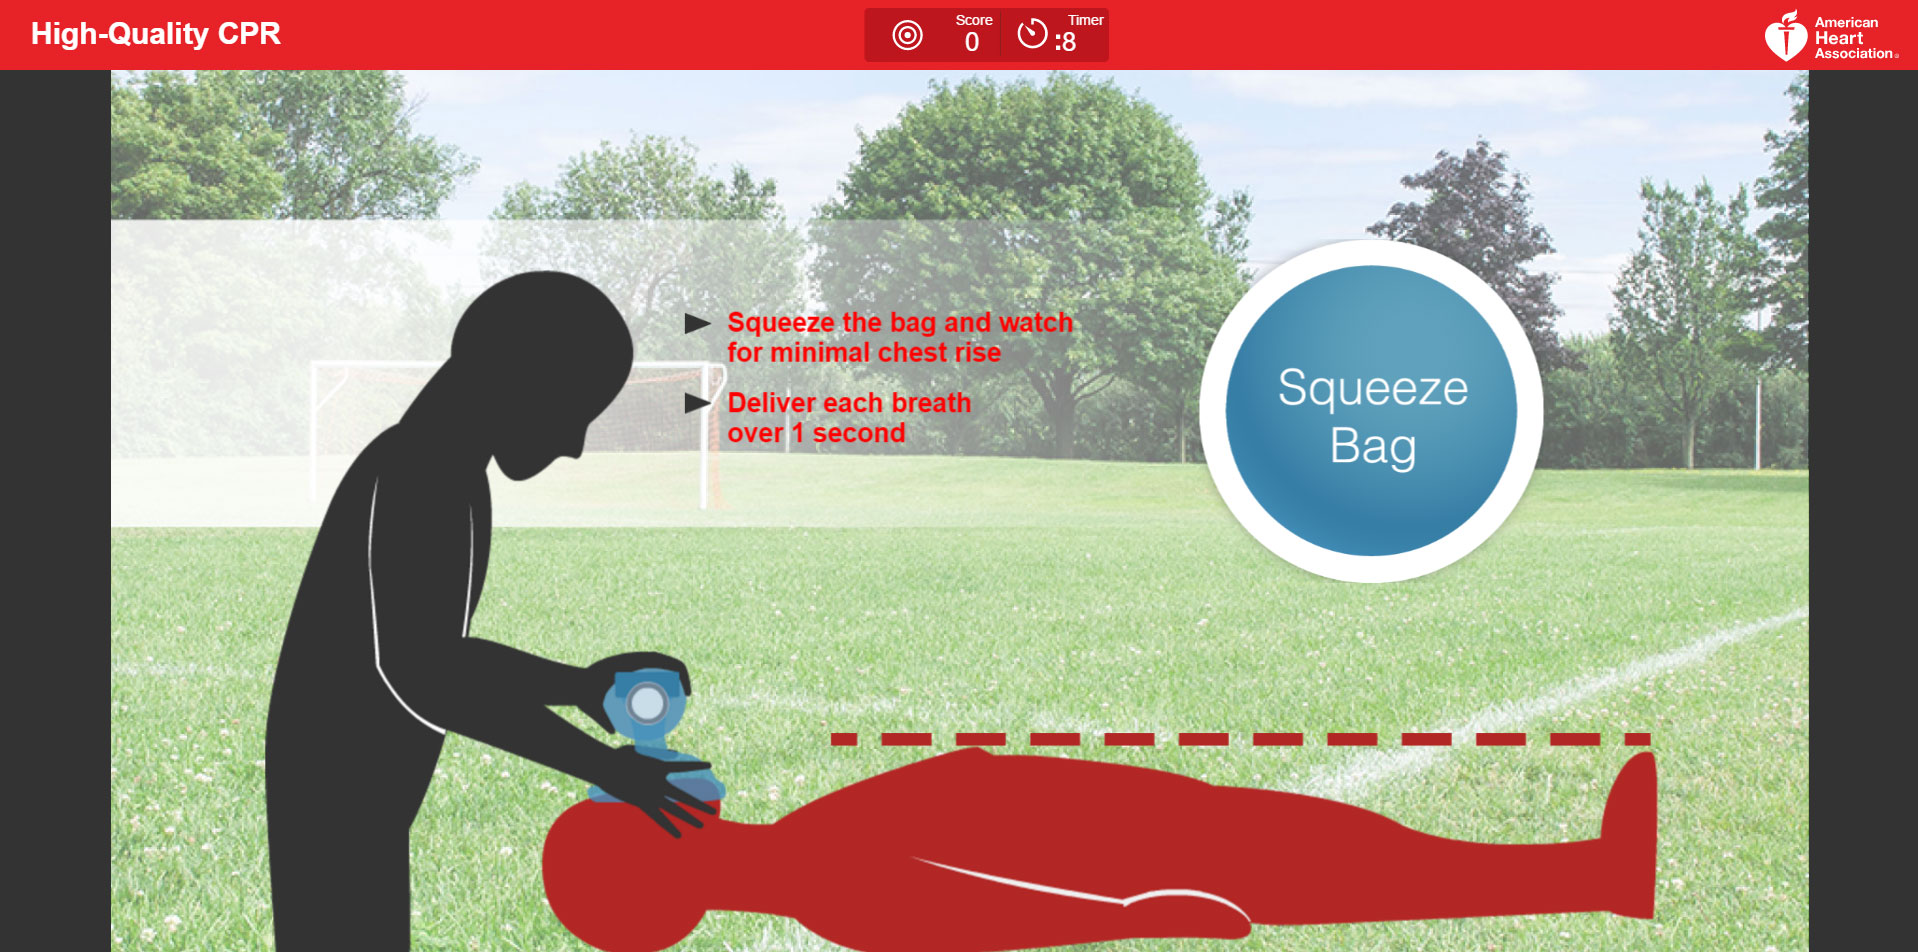 High-Quality CPR
Score
0
Timer
:8
American
Heart
Association®
Squeeze the bag and watch
for minimal chest rise
Deliver each breath
over 1 second
Squeeze
Bag